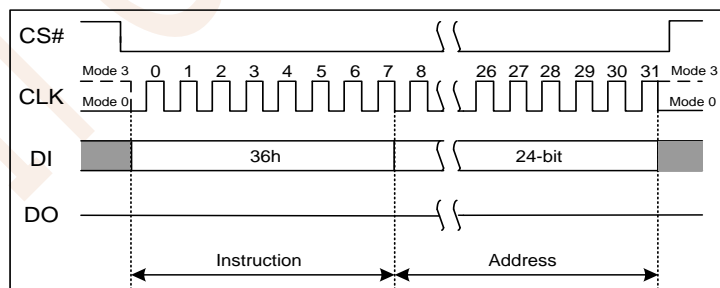 CS#
Mode 3 0 1 2 3 4 5 6 7 8 26 27 28 29 30 31 Mode 3
CLK
Mode 0 Mode 0
DI 36h 24-bit
DO
Instruction Address